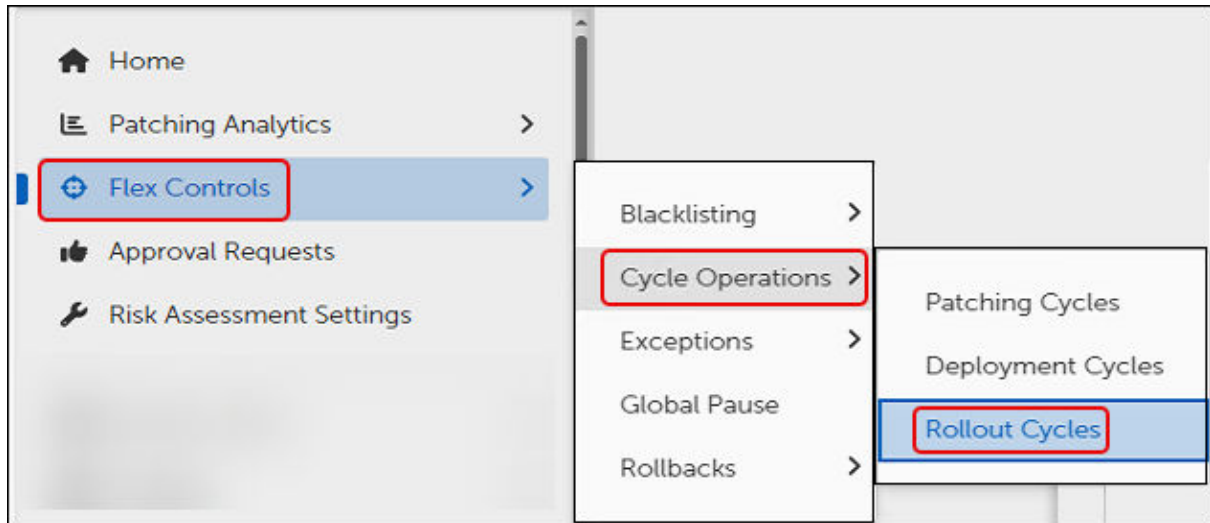 Home
Patching Analytics
Flex Controls
Approval Requests
Risk Assessment Settings
Blacklisting
Cycle Operations
Exceptions
Global Pause
Rollbacks
Patching Cycles
Deployment Cycles
Rollout Cycles